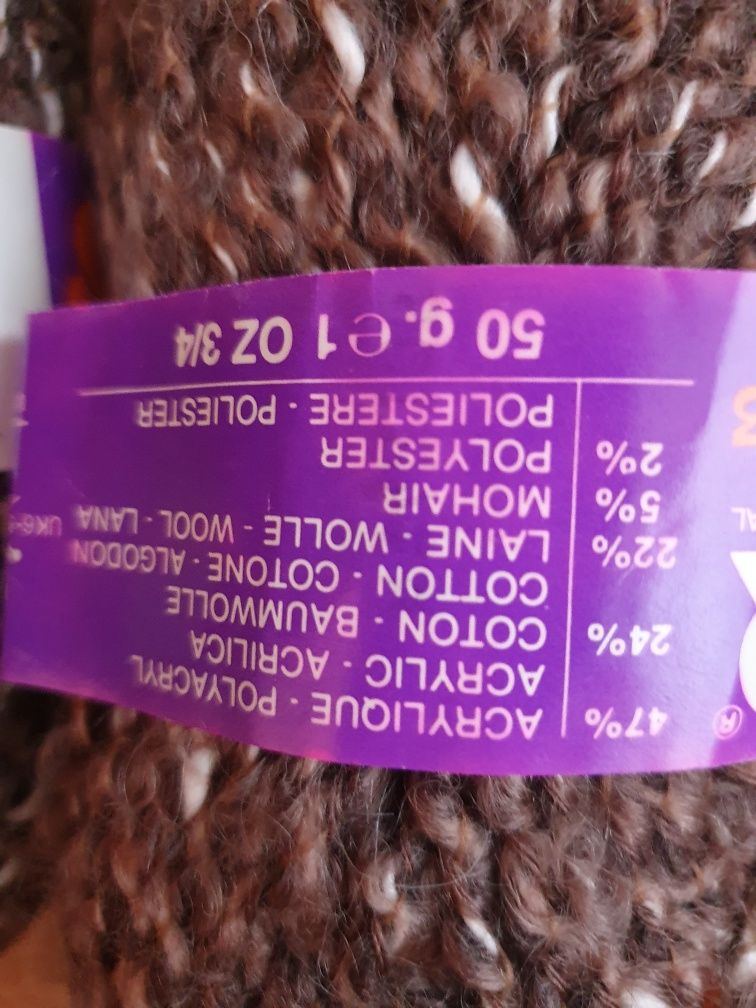 47% ACRYLIQUE - POLYACRYL
ACRYLIC - ACRILICA
24% COTON - BAUMWOLLE
COTTON - COTONE - ALGODON
22% LAINE - WOLLE - WOOL - LANA
5% MOHAIR
2% POLYESTER
POLIESTERE - POLIESTER
50 g. e 1 OZ 3/4
®